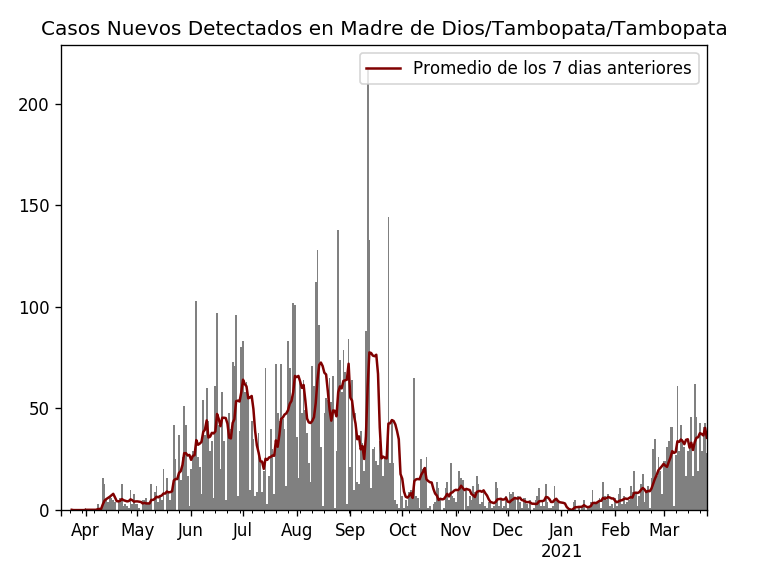 Casos Nuevos Detectados en Madre de Dios/Tambopata/Tambopata
Promedio de los 7 dias anteriores
200
150
100
50
0
Apr May Jun Jul Aug Sep Oct Nov Dec Jan Feb Mar
2021